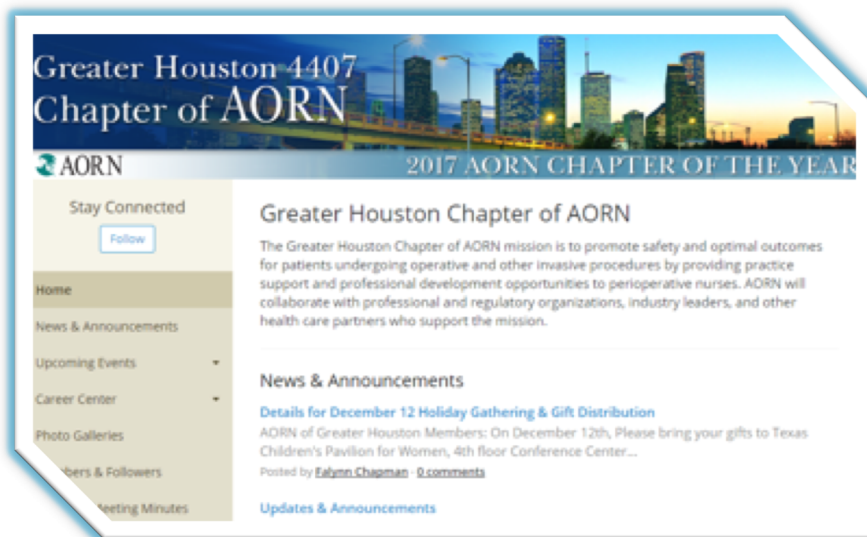 Greater Houston 4407
Chapter of AORN
AORN
2017 AORN CHAPTER OF THE YEAR
Stay Connected
Follow
Home
News & Announcements
Upcoming Events
Career Center
Photo Galleries
& Followers
Meeting Minutes
Greater Houston Chapter of AORN
The Greater Houston Chapter of AORN mission is to promote safety and optimal outcomes
for patients undergoing operative and other invasive procedures by providing practice
support and professional development opportunities to perioperative nurses. AORN will
collaborate with professional and regulatory organizations, industry leaders, and other
health care partners who support the mission.
News & Announcements
Details for December 12 Holiday Gathering & Gift Distribution
AORN of Greater Houston Members: On December 12th, Please bring your gifts to Texas
Children's Pavilion for Women, 4th floor Conference Center...
Posted by Falynn Chapman · 0 comments
Updates & Announcements